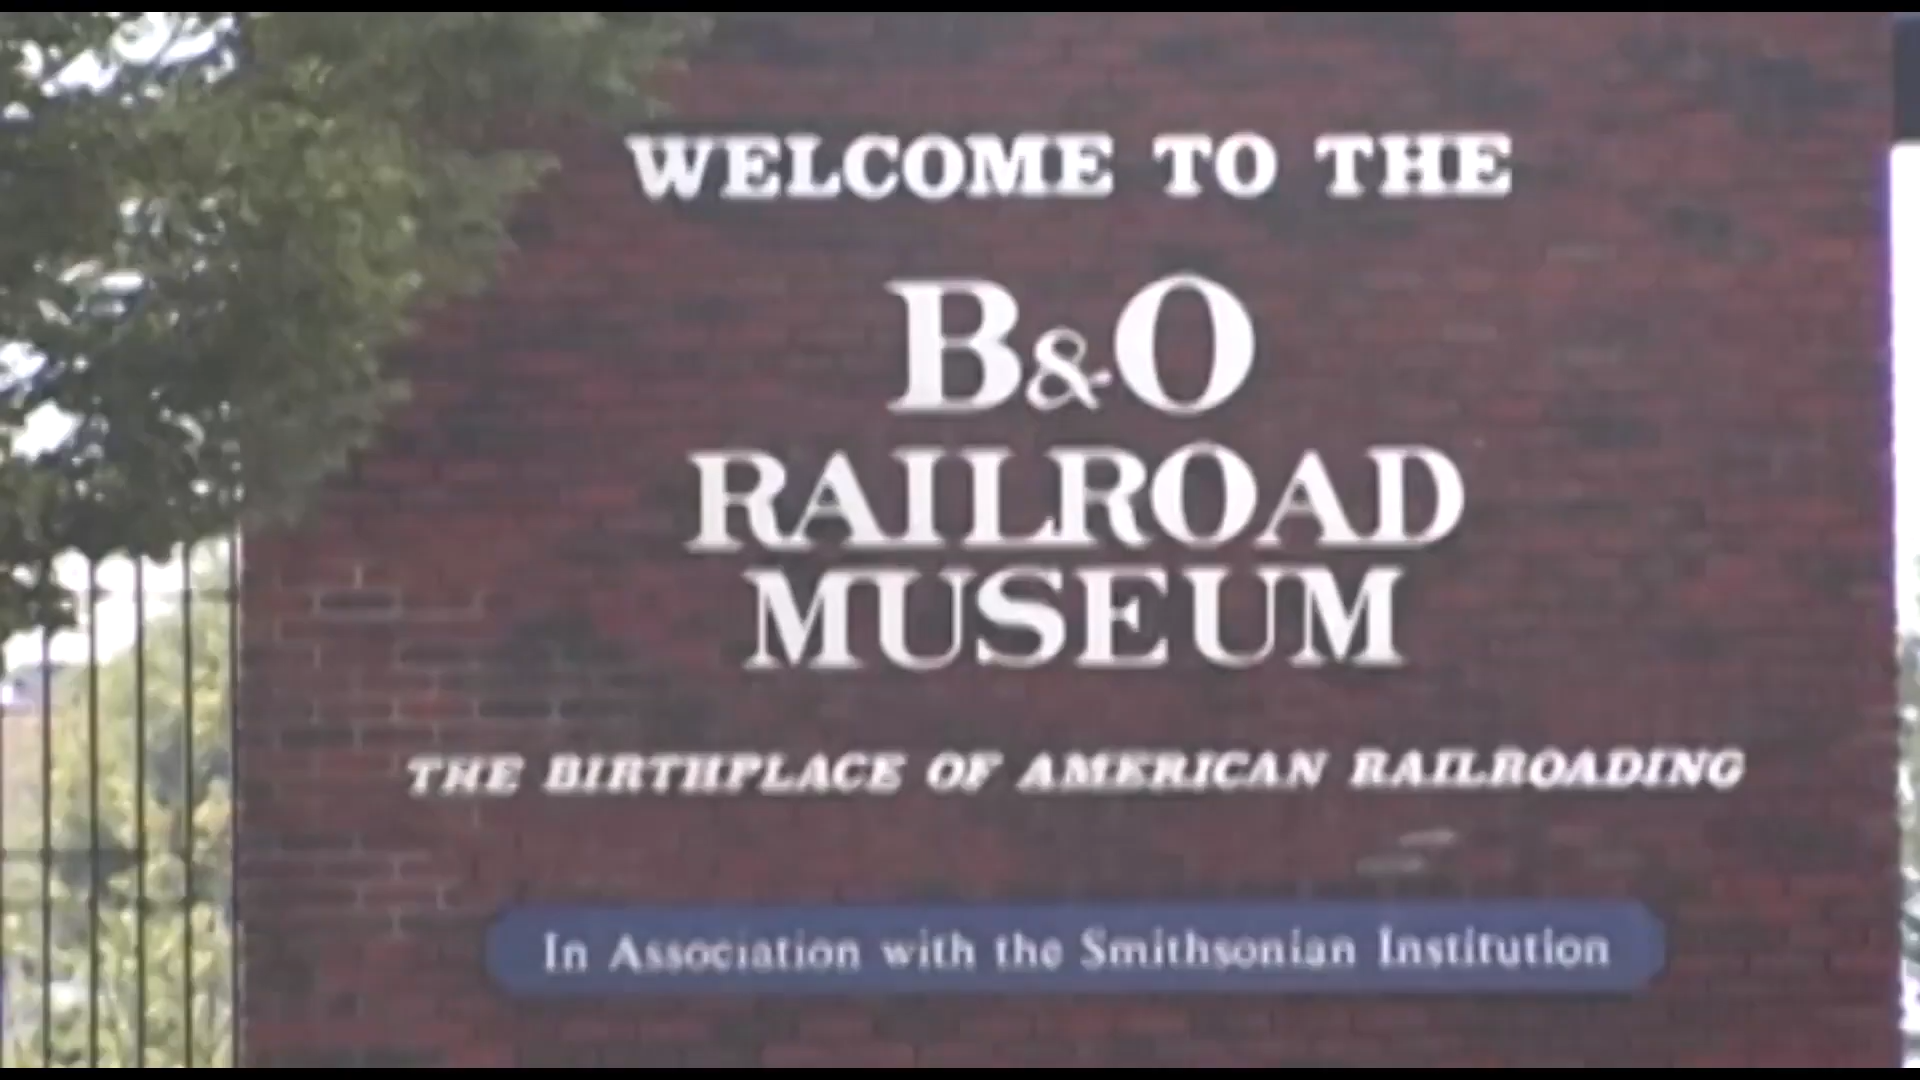 WELCOME TO THE
B&O
RAILROAD
MUSEUM
THE BIRTHPLACE OF AMERICAN RAILROADING
In Association with the Smithsonian Institution